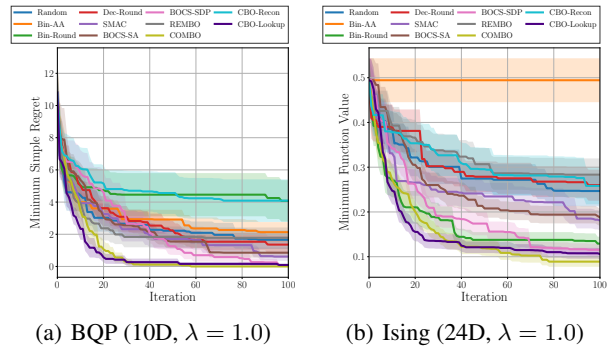 Random Dec-Round BOCS-SDP CBO-Recon
Bin-AA SMAC REMBO CBO-Lookup
Bin-Round BOCS-SA COMBO
Minimum Simple Regret
12
10
8
6
4
2
0
0 20 40 60 80 100
Iteration
(a) BQP (10D, λ = 1.0)
Random Dec-Round BOCS-SDP CBO-Recon
Bin-AA SMAC REMBO CBO-Lookup
Bin-Round BOCS-SA COMBO
Minimum Function Value
0.5
0.4
0.3
0.2
0.1
0 20 40 60 80 100
Iteration
(b) Ising (24D, λ = 1.0)